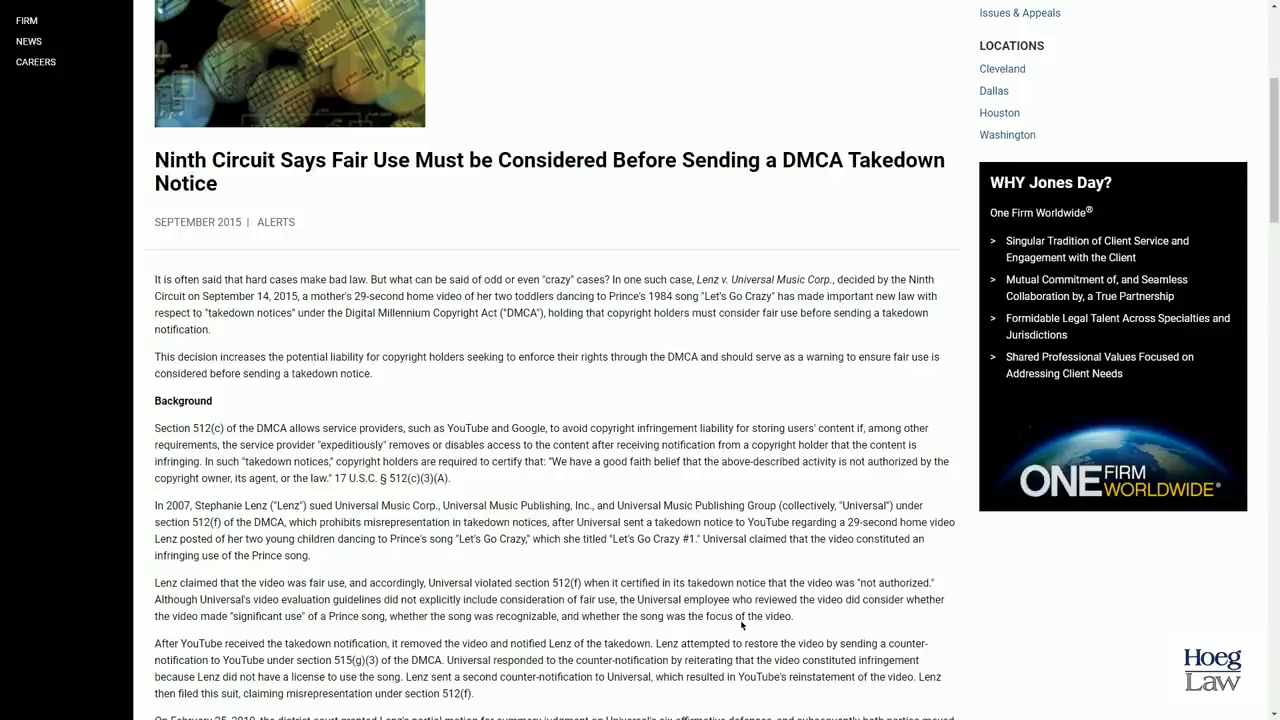 FIRM
NEWS
CAREERS
Ninth Circuit Says Fair Use Must be Considered Before Sending a DMCA Takedown
Notice
SEPTEMBER 2015 | ALERTS
It is often said that hard cases make bad law. But what can be said of odd or even "crazy" cases? In one such case, Lenz v. Universal Music Corp., decided by the Ninth
Circuit on September 14, 2015, a mother's 29-second home video of her two toddlers dancing to Prince's 1984 song "Let's Go Crazy" has made important new law with
respect to "takedown notices" under the Digital Millennium Copyright Act ("DMCA"), holding that copyright holders must consider fair use before sending a takedown
notification.
This decision increases the potential liability for copyright holders seeking to enforce their rights through the DMCA and should serve as a warning to ensure fair use is
considered before sending a takedown notice.
Background
Section 512(c) of the DMCA allows service providers, such as YouTube and Google, to avoid copyright infringement liability for storing users' content if, among other
requirements, the service provider "expeditiously" removes or disables access to the content after receiving notification from a copyright holder that the content is
infringing. In such "takedown notices," copyright holders are required to certify that: "We have a good faith belief that the above-described activity is not authorized by the
copyright owner, its agent, or the law." 17 U.S.C. § 512(c)(3)(A).
In 2007, Stephanie Lenz ("Lenz") sued Universal Music Corp., Universal Music Publishing, Inc., and Universal Music Publishing Group (collectively, "Universal") under
section 512(f) of the DMCA, which prohibits misrepresentation in takedown notices, after Universal sent a takedown notice to YouTube regarding a 29-second home video
Lenz posted of her two young children dancing to Prince's song "Let's Go Crazy," which she titled "Let's Go Crazy #1." Universal claimed that the video constituted an
infringing use of the Prince song.
Lenz claimed that the video was fair use, and accordingly, Universal violated section 512(f) when it certified in its takedown notice that the video was "not authorized."
Although Universal's video evaluation guidelines did not explicitly include consideration of fair use, the Universal employee who reviewed the video did consider whether
the video made "significant use" of a Prince song, whether the song was recognizable, and whether the song was the focus of the video.
After YouTube received the takedown notification, it removed the video and notified Lenz of the takedown. Lenz attempted to restore the video by sending a counter-
notification to YouTube under section 515(g)(3) of the DMCA. Universal responded to the counter-notification by reiterating that the video constituted infringement
because Lenz did not have a license to use the song. Lenz sent a second counter-notification to Universal, which resulted in YouTube's reinstatement of the video. Lenz
then filed this suit, claiming misrepresentation under section 512(f).
On February 25, 2010, the district court granted Lenz's partial motion for summary judgment on Universal's six affirmative defenses, and subsequently both parties moved
Issues & Appeals
LOCATIONS
Cleveland
Dallas
Houston
Washington
WHY Jones Day?
One Firm Worldwide®
> Singular Tradition of Client Service and
Engagement with the Client
> Mutual Commitment of, and Seamless
Collaboration by, a True Partnership
> Formidable Legal Talent Across Specialties and
Jurisdictions
> Shared Professional Values Focused on
Addressing Client Needs
ONE FIRM
WORLDWIDE®
Hoeg
Law